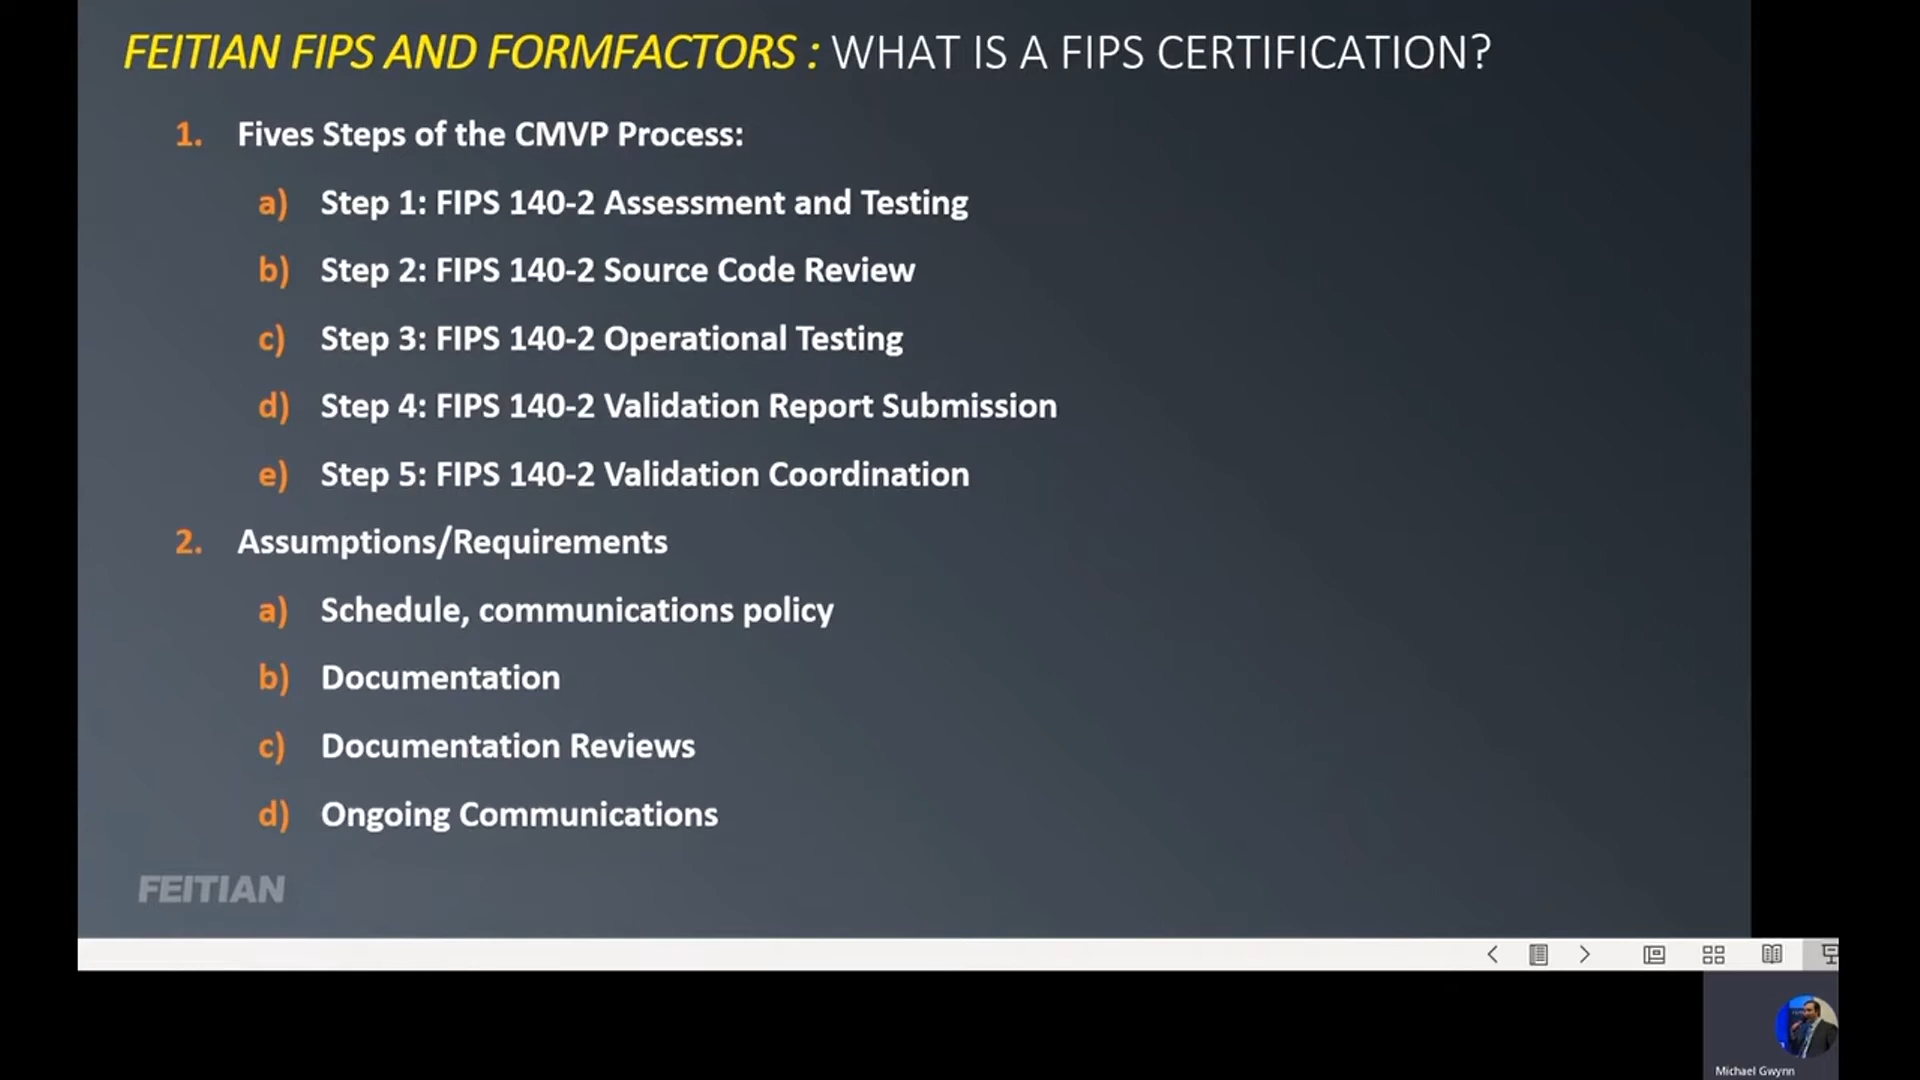 FEITIAN FIPS AND FORMFACTORS : WHAT IS A FIPS CERTIFICATION?
1. Fives Steps of the CMVP Process:
a) Step 1: FIPS 140-2 Assessment and Testing
b) Step 2: FIPS 140-2 Source Code Review
c) Step 3: FIPS 140-2 Operational Testing
d) Step 4: FIPS 140-2 Validation Report Submission
e) Step 5: FIPS 140-2 Validation Coordination
2. Assumptions/Requirements
a) Schedule, communications policy
b) Documentation
c) Documentation Reviews
d) Ongoing Communications
FEITIAN
Michael Gwynn